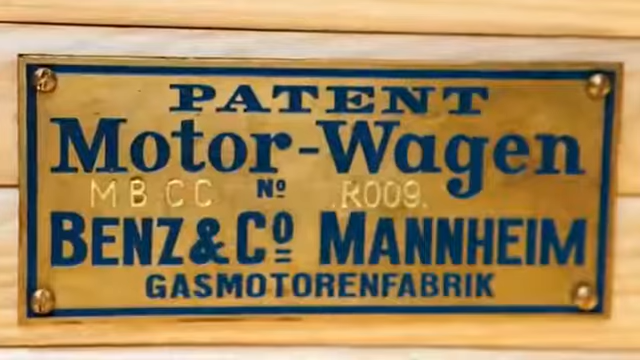 PATENT
Motor-Wagen
MBCC Nº .R009.
BENZ & Cº MANNHEIM
GASMOTORENFABRIK